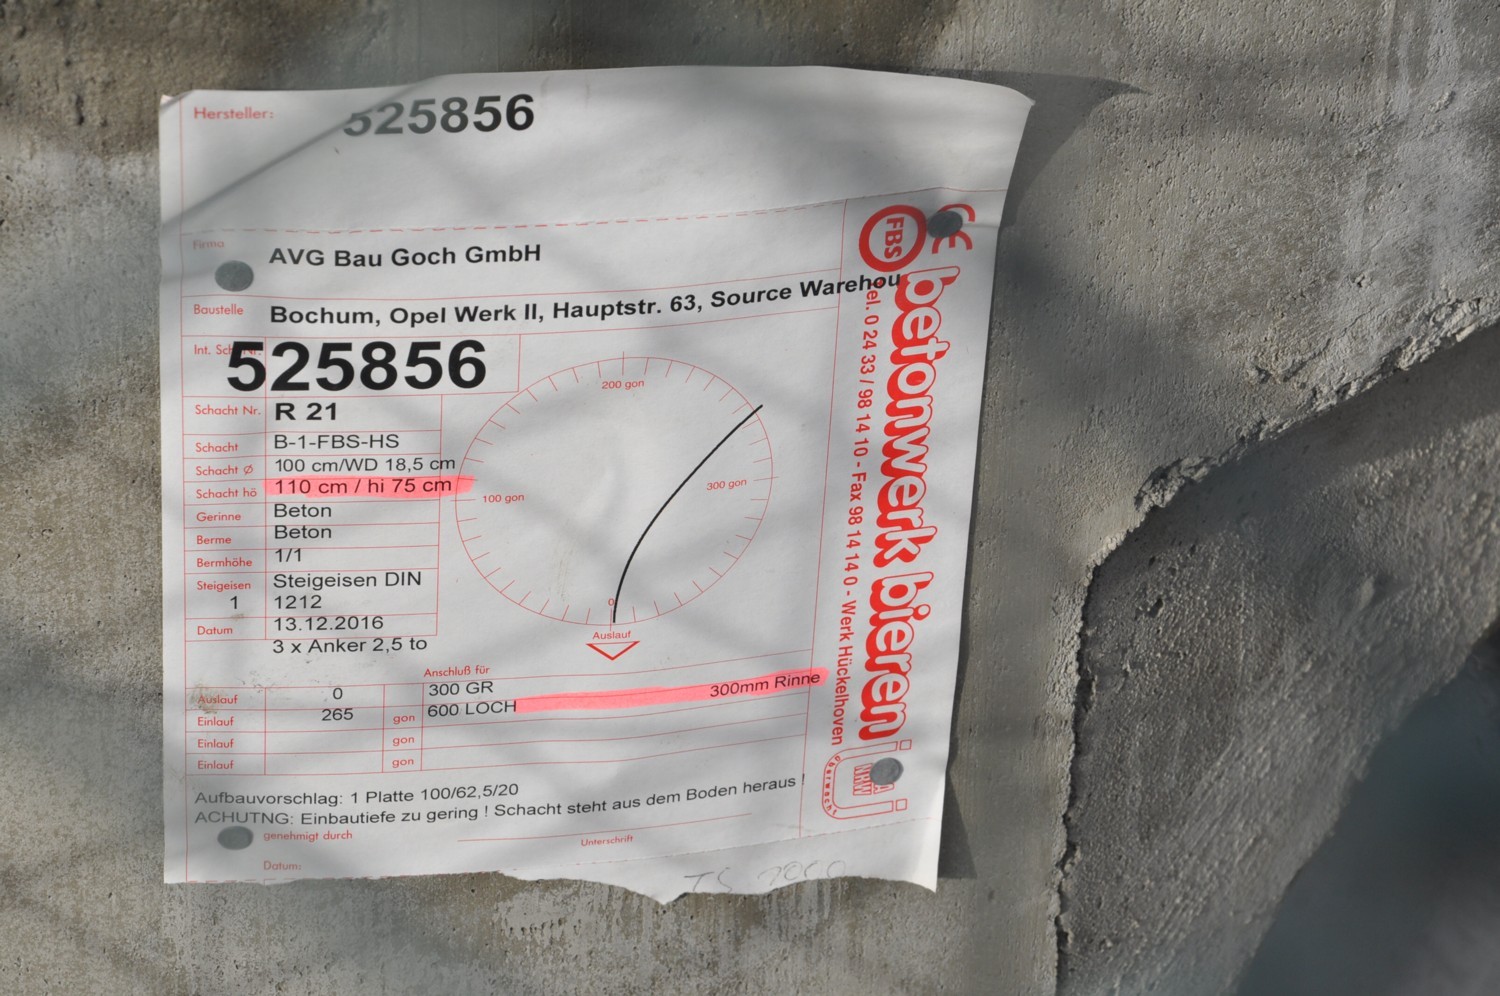 Hersteller: 525856
Firma AVG Bau Goch GmbH
Baustelle Bochum, Opel Werk II, Hauptstr. 63, Source Warehou
Int. Sch. Nr. 525856
Schacht Nr. R 21
Schacht B-1-FBS-HS
Schacht Ø 100 cm/WD 18,5 cm
Schacht hö 110 cm / hi 75 cm
Gerinne Beton
Berme Beton
Bermhöhe 1/1
Steigeisen Steigeisen DIN
1 1212
Datum 13.12.2016
3 x Anker 2,5 to
200 gon
100 gon
300 gon
0
Auslauf
Anschluß für
Auslauf 0 300 GR
Einlauf 265 gon 600 LOCH 300mm Rinne
Einlauf gon
Einlauf gon
Aufbauvorschlag: 1 Platte 100/62,5/20
ACHUTNG: Einbautiefe zu gering ! Schacht steht aus dem Boden heraus !
genehmigt durch Unterschrift
Datum:
FBS CE
betonwerk bieren
Tel. 0 24 33 / 98 14 10 - Fax 98 14 14 0 - Werk Hückelhoven
überwacht